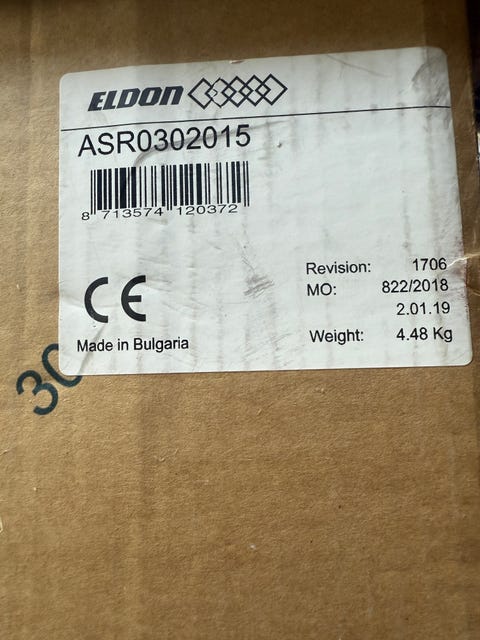 ELDON
ASR0302015
8 713574 120372
Revision: 1706
MO: 822/2018
2.01.19
Weight: 4.48 Kg
CE
Made in Bulgaria
30